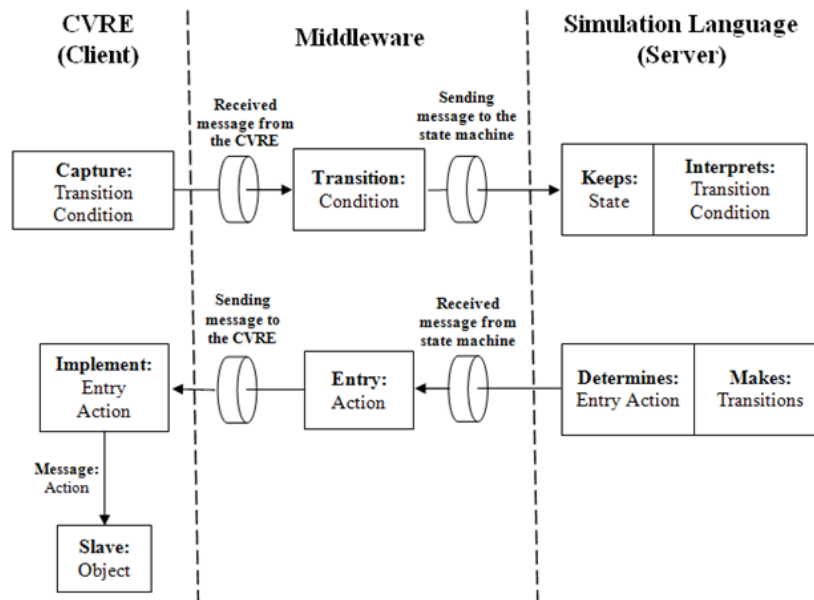 CVRE
(Client)
Middleware
Simulation Language
(Server)
Received
message from
the CVRE
Sending
message to the
state machine
Capture:
Transition
Condition
Transition:
Condition
Keeps:
State
Interprets:
Transition
Condition
Sending
message to
the CVRE
Received
message from
state machine
Implement:
Entry
Action
Entry:
Action
Determines:
Entry Action
Makes:
Transitions
Message:
Action
Slave:
Object